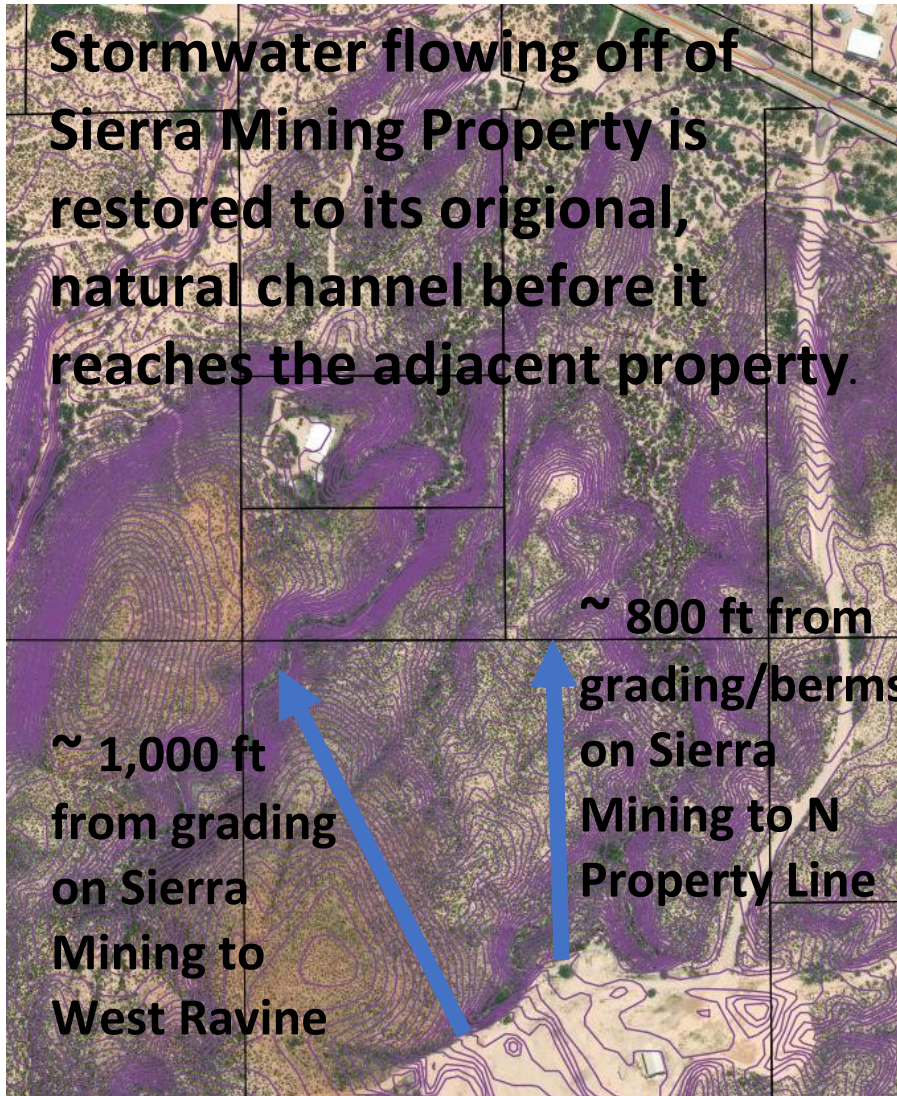 Stormwater flowing off of
Sierra Mining Property is
restored to its origional,
natural channel before it
reaches the adjacent property.
~ 800 ft from
grading/berms
on Sierra
Mining to N
Property Line
~ 1,000 ft
from grading
on Sierra
Mining to
West Ravine